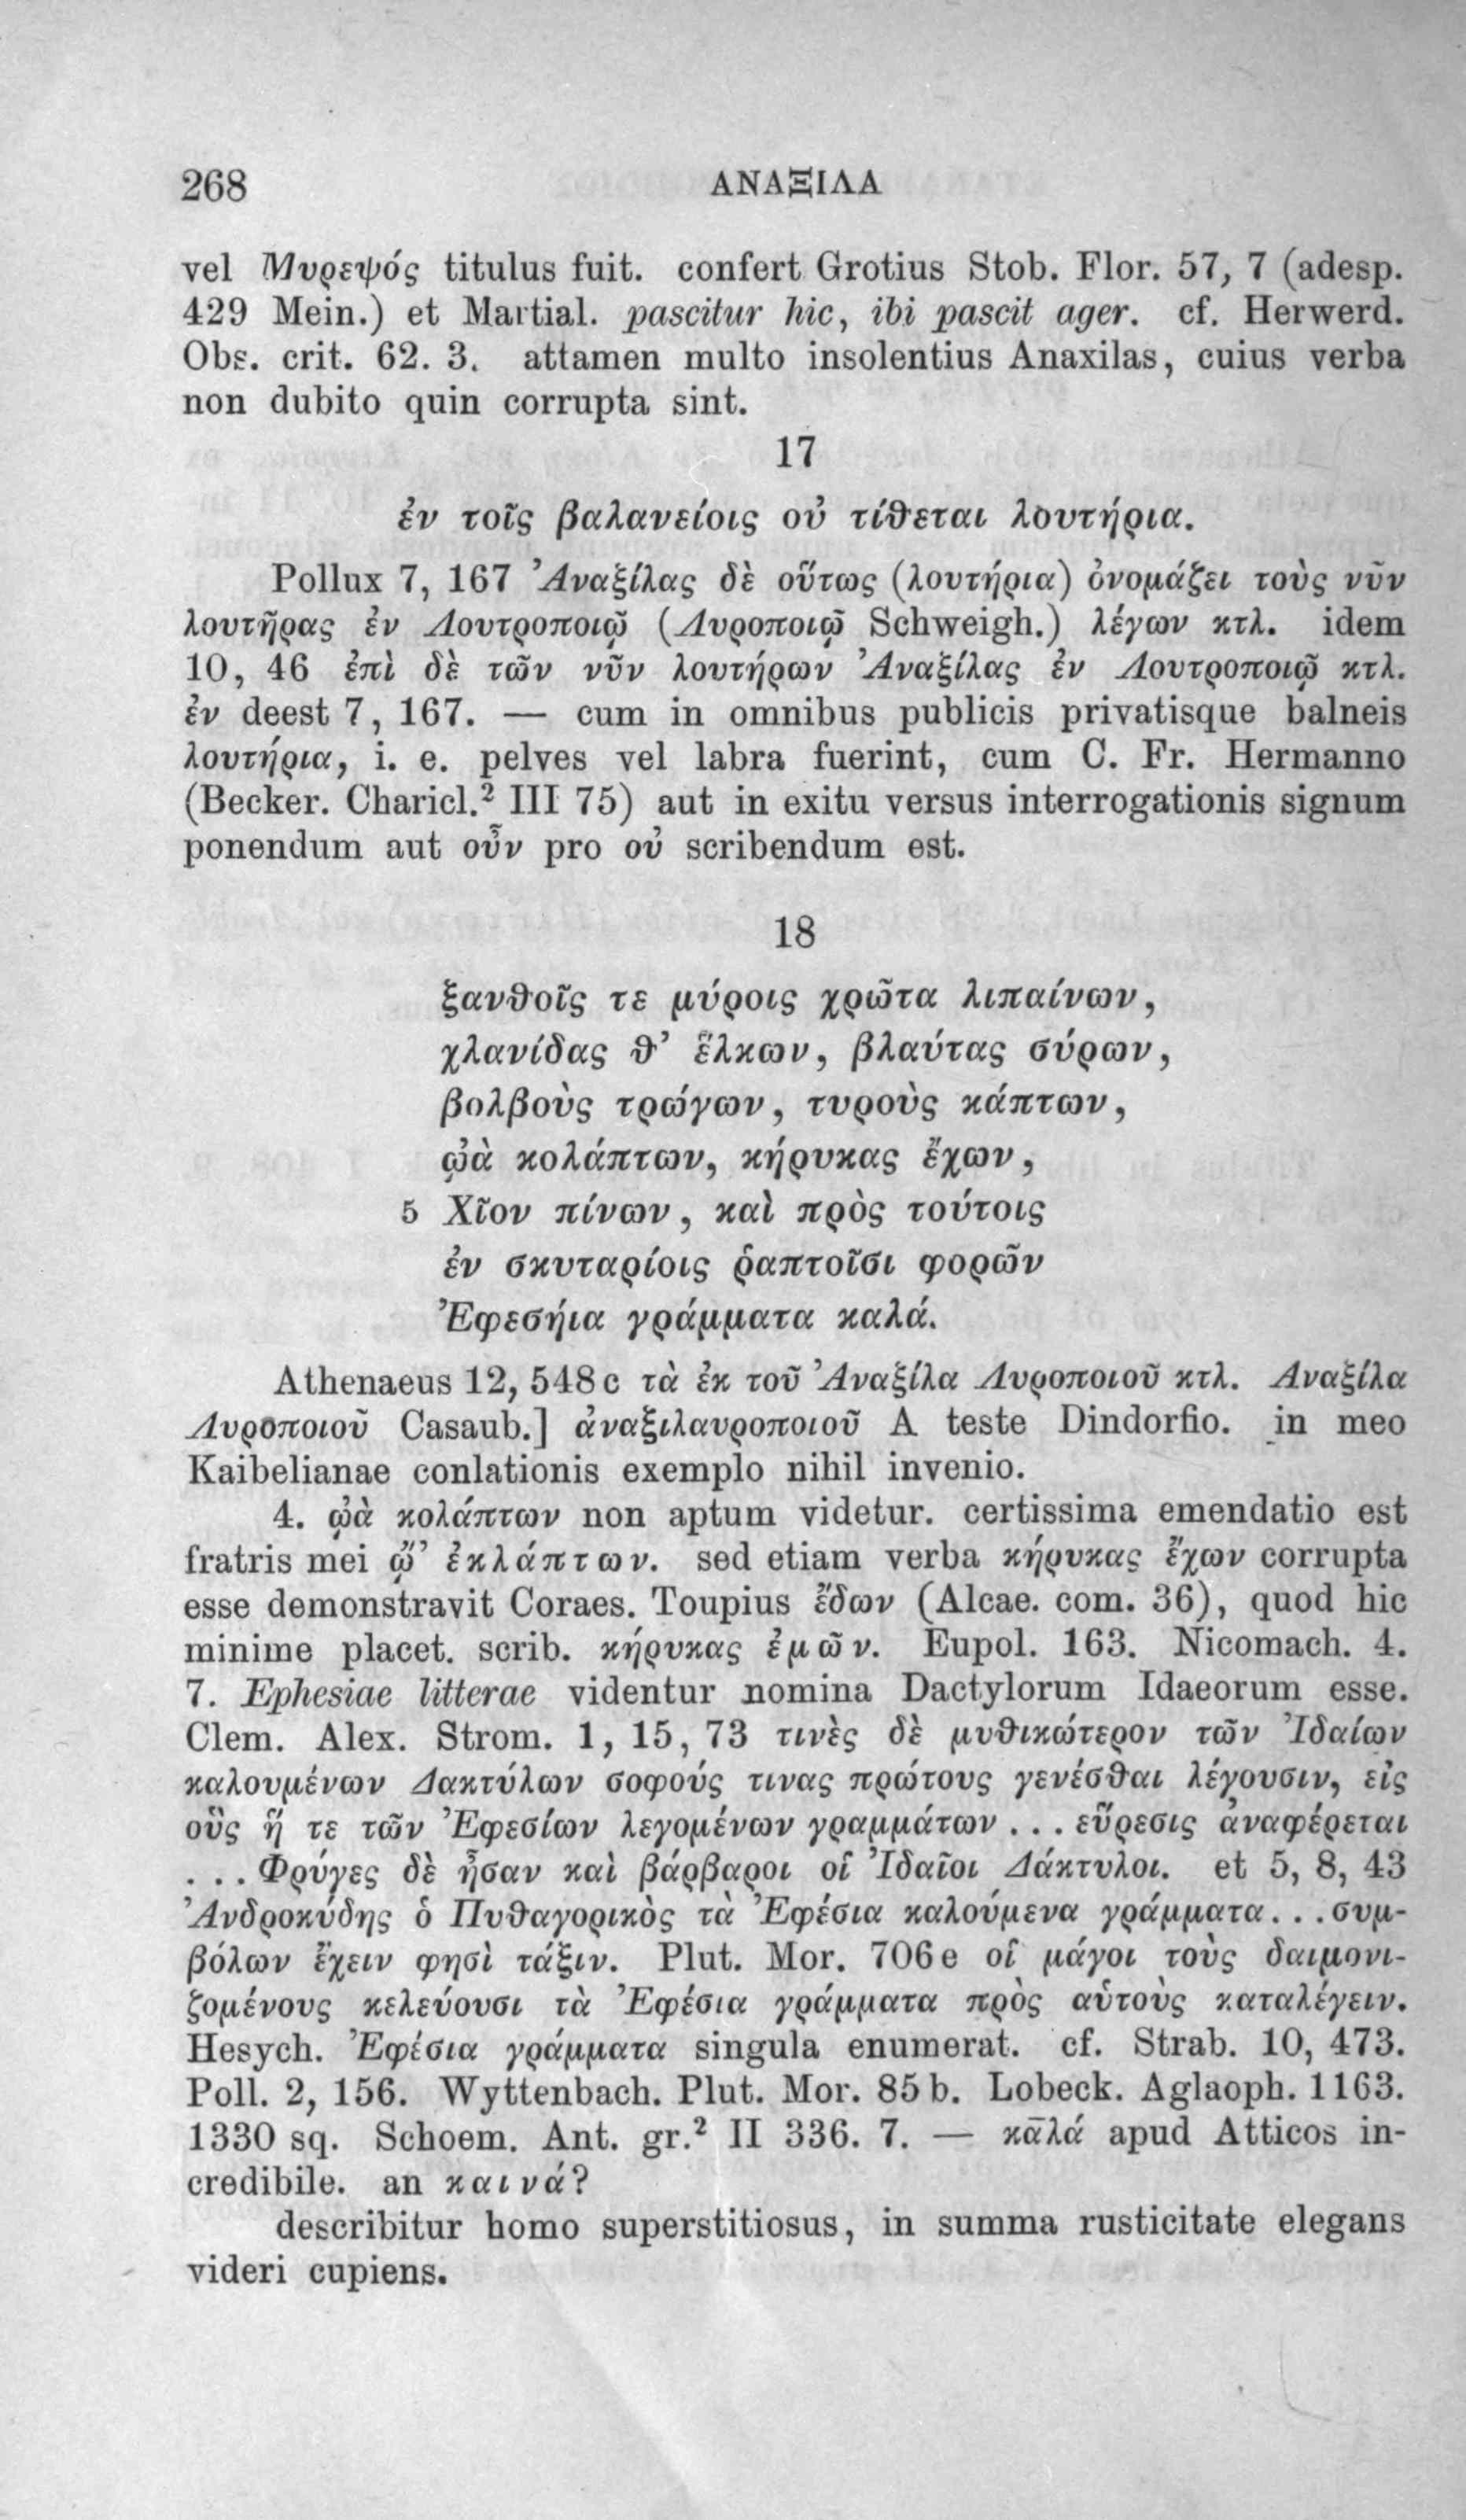 268 ΑΝΑΞΙΛΑ
vel Μυρεψός titulus fuit. confert Grotius Stob. Flor. 57, 7 (adesp.
429 Mein.) et Martial. pascitur hic, ibi pascit ager. cf. Herwerd.
Obs. crit. 62. 3. attamen multo insolentius Anaxilas, cuius verba
non dubito quin corrupta sint.
17
ἐν τοῖς βαλανείοις οὐ τίθεται λουτήρια.
Pollux 7, 167 Ἀναξίλας δὲ οὕτως (λουτήρια) ὀνομάζει τοὺς νῦν
λουτῆρας ἐν Λουτροποιῷ (Λυροποιῷ Schweigh.) λέγων κτλ. idem
10, 46 ἐπὶ δὲ τῶν νῦν λουτήρων Ἀναξίλας ἐν Λουτροποιῷ κτλ.
ἐν deest 7, 167. — cum in omnibus publicis privatisque balneis
λουτήρια, i. e. pelves vel labra fuerint, cum C. Fr. Hermanno
(Becker. Charicl.² III 75) aut in exitu versus interrogationis signum
ponendum aut οὖν pro οὐ scribendum est.
18
ξανθοῖς τε μύροις χρῶτα λιπαίνων,
χλανίδας θ’ ἕλκων, βλαύτας σύρων,
βολβοὺς τρώγων, τυροὺς κάπτων,
ᾠὰ κολάπτων, κήρυκας ἔχων,
5 Χῖον πίνων, καὶ πρὸς τούτοις
ἐν σκυταρίοις ῥαπτοῖσι φορῶν
Ἐφεσήια γράμματα καλά.
Athenaeus 12, 548 c τὰ ἐκ τοῦ Ἀναξίλα Λυροποιοῦ κτλ. Αναξίλα
Λυροποιοῦ Casaub.] ἀναξιλαυροποιοῦ A teste Dindorfio. in meo
Kaibelianae conlationis exemplo nihil invenio.
4. ᾠὰ κολάπτων non aptum videtur. certissima emendatio est
fratris mei ᾤ’ ἐκλάπτων. sed etiam verba κήρυκας ἔχων corrupta
esse demonstravit Coraes. Toupius ἔδων (Alcae. com. 36), quod hic
minime placet. scrib. κήρυκας ἐμῶν. Eupol. 163. Nicomach. 4.
7. Ephesiae litterae videntur nomina Dactylorum Idaeorum esse.
Clem. Alex. Strom. 1, 15, 73 τινὲς δὲ μυθικώτερον τῶν Ἰδαίων
καλουμένων Δακτύλων σοφούς τινας πρώτους γενέσθαι λέγουσιν, εἰς
οὓς ἥ τε τῶν Ἐφεσίων λεγομένων γραμμάτων ... εὕρεσις ἀναφέρεται
... Φρύγες δὲ ἦσαν καὶ βάρβαροι οἱ Ἰδαῖοι Δάκτυλοι. et 5, 8, 43
Ἀνδροκύδης ὁ Πυθαγορικὸς τὰ Ἐφέσια καλούμενα γράμματα... συμ-
βόλων ἔχειν φησὶ τάξιν. Plut. Mor. 706 e οἱ μάγοι τοὺς δαιμονι-
ζομένους κελεύουσι τὰ Ἐφέσια γράμματα πρὸς αὑτοὺς καταλέγειν.
Hesych. Ἐφέσια γράμματα singula enumerat. cf. Strab. 10, 473.
Poll. 2, 156. Wyttenbach. Plut. Mor. 85 b. Lobeck. Aglaoph. 1163.
1330 sq. Schoem. Ant. gr.² II 336. 7. — κᾱλά apud Atticos in-
credibile. an καινά?
describitur homo superstitiosus, in summa rusticitate elegans
videri cupiens.